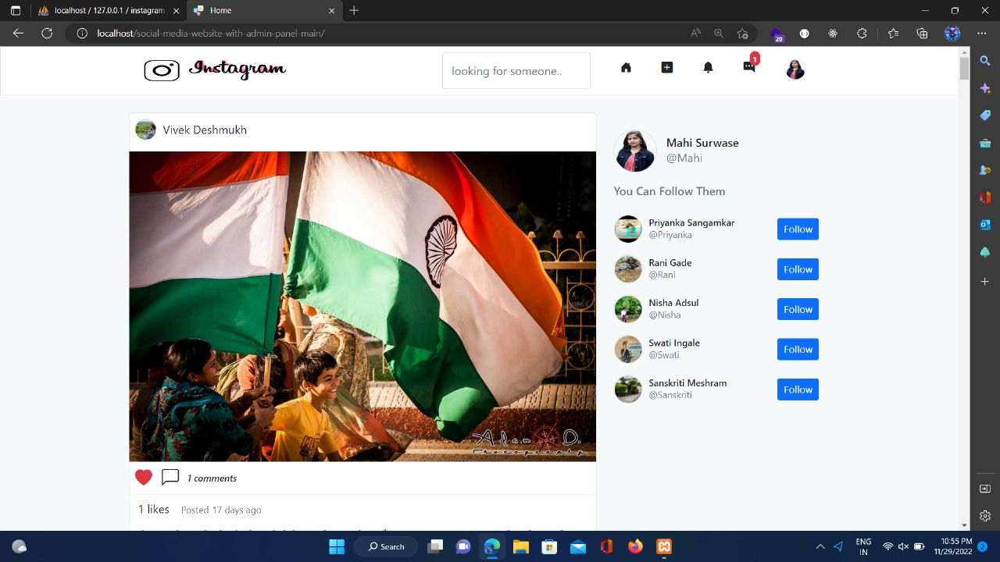 localhost / 127.0.0.1 / instagram
Home
localhost/social-media-website-with-admin-panel-main/
20
Instagram
looking for someone..
1
Vivek Deshmukh
Adam D.
Photography
1 comments
1 likes Posted 17 days ago
Mahi Surwase
@Mahi
You Can Follow Them
Priyanka Sangamkar
@Priyanka
Follow
Rani Gade
@Rani
Follow
Nisha Adsul
@Nisha
Follow
Swati Ingale
@Swati
Follow
Sanskriti Meshram
@Sanskriti
Follow
Search
ENG
IN
10:55 PM
11/29/2022
2